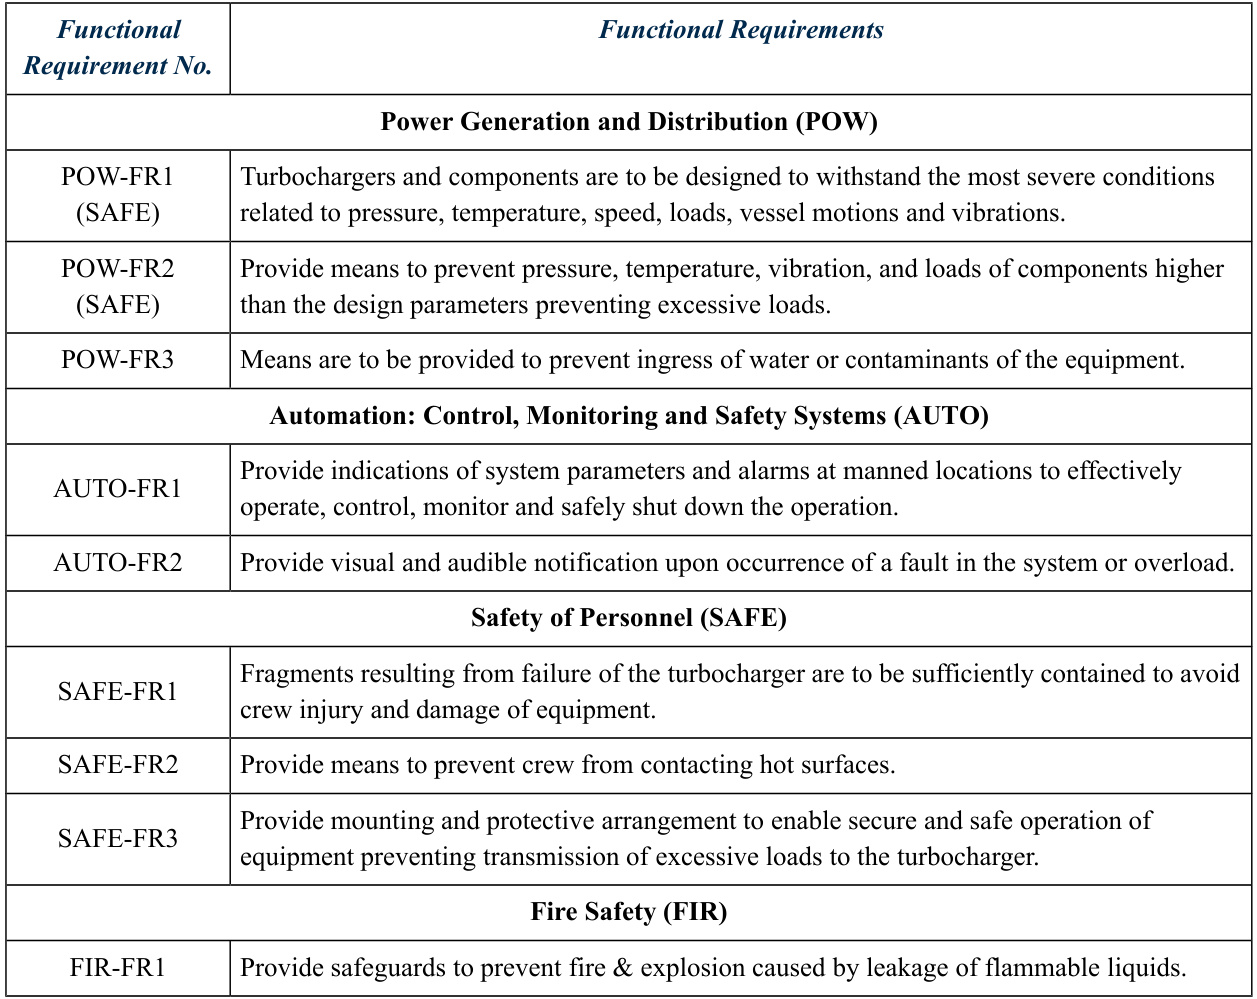 Functional
Requirement No.
Functional Requirements
Power Generation and Distribution (POW)
POW-FR1
(SAFE)
Turbochargers and components are to be designed to withstand the most severe conditions
related to pressure, temperature, speed, loads, vessel motions and vibrations.
POW-FR2
(SAFE)
Provide means to prevent pressure, temperature, vibration, and loads of components higher
than the design parameters preventing excessive loads.
POW-FR3
Means are to be provided to prevent ingress of water or contaminants of the equipment.
Automation: Control, Monitoring and Safety Systems (AUTO)
AUTO-FR1
Provide indications of system parameters and alarms at manned locations to effectively
operate, control, monitor and safely shut down the operation.
AUTO-FR2
Provide visual and audible notification upon occurrence of a fault in the system or overload.
Safety of Personnel (SAFE)
SAFE-FR1
Fragments resulting from failure of the turbocharger are to be sufficiently contained to avoid
crew injury and damage of equipment.
SAFE-FR2
Provide means to prevent crew from contacting hot surfaces.
SAFE-FR3
Provide mounting and protective arrangement to enable secure and safe operation of
equipment preventing transmission of excessive loads to the turbocharger.
Fire Safety (FIR)
FIR-FR1
Provide safeguards to prevent fire & explosion caused by leakage of flammable liquids.